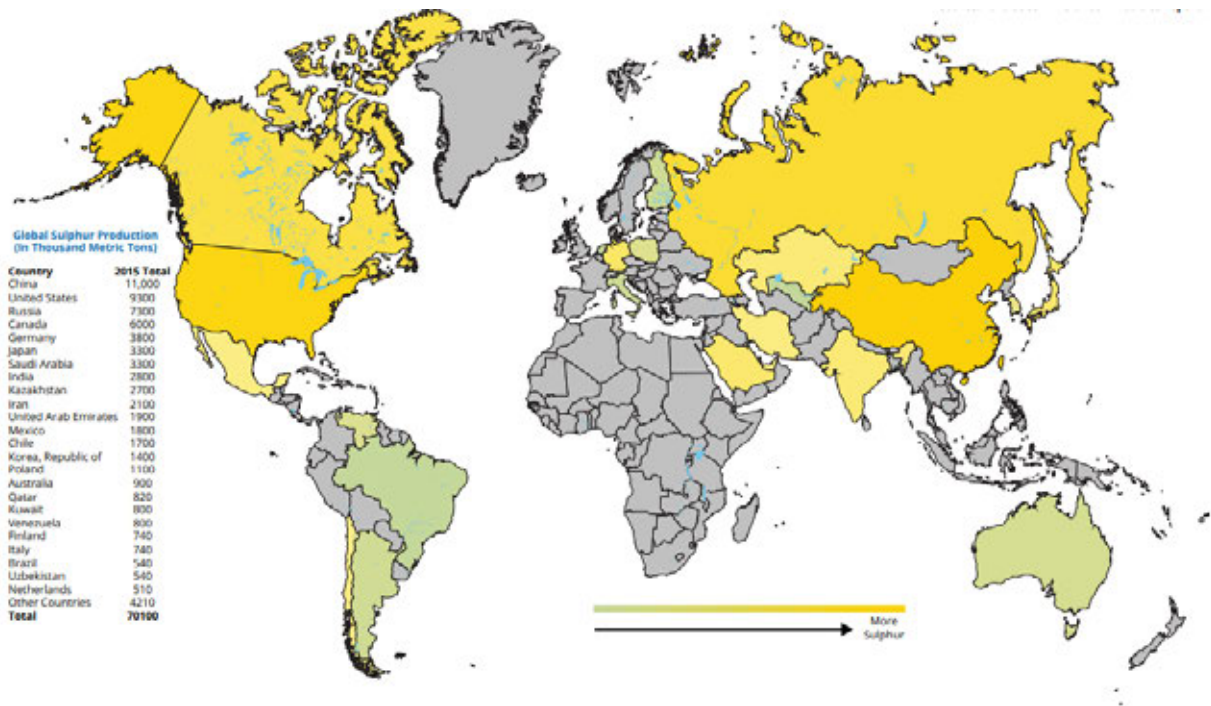 Global Sulphur Production
(In Thousand Metric Tons)
Country 2015 Total
China 11,000
United States 9300
Russia 7300
Canada 6000
Germany 3800
Japan 3300
Saudi Arabia 3300
India 2800
Kazakhstan 2700
Iran 2100
United Arab Emirates 1900
Mexico 1800
Chile 1700
Korea, Republic of 1400
Poland 1100
Australia 900
Qatar 820
Kuwait 800
Venezuela 800
Finland 740
Italy 740
Brazil 540
Uzbekistan 540
Netherlands 510
Other Countries 4210
Total 70100
More
Sulphur